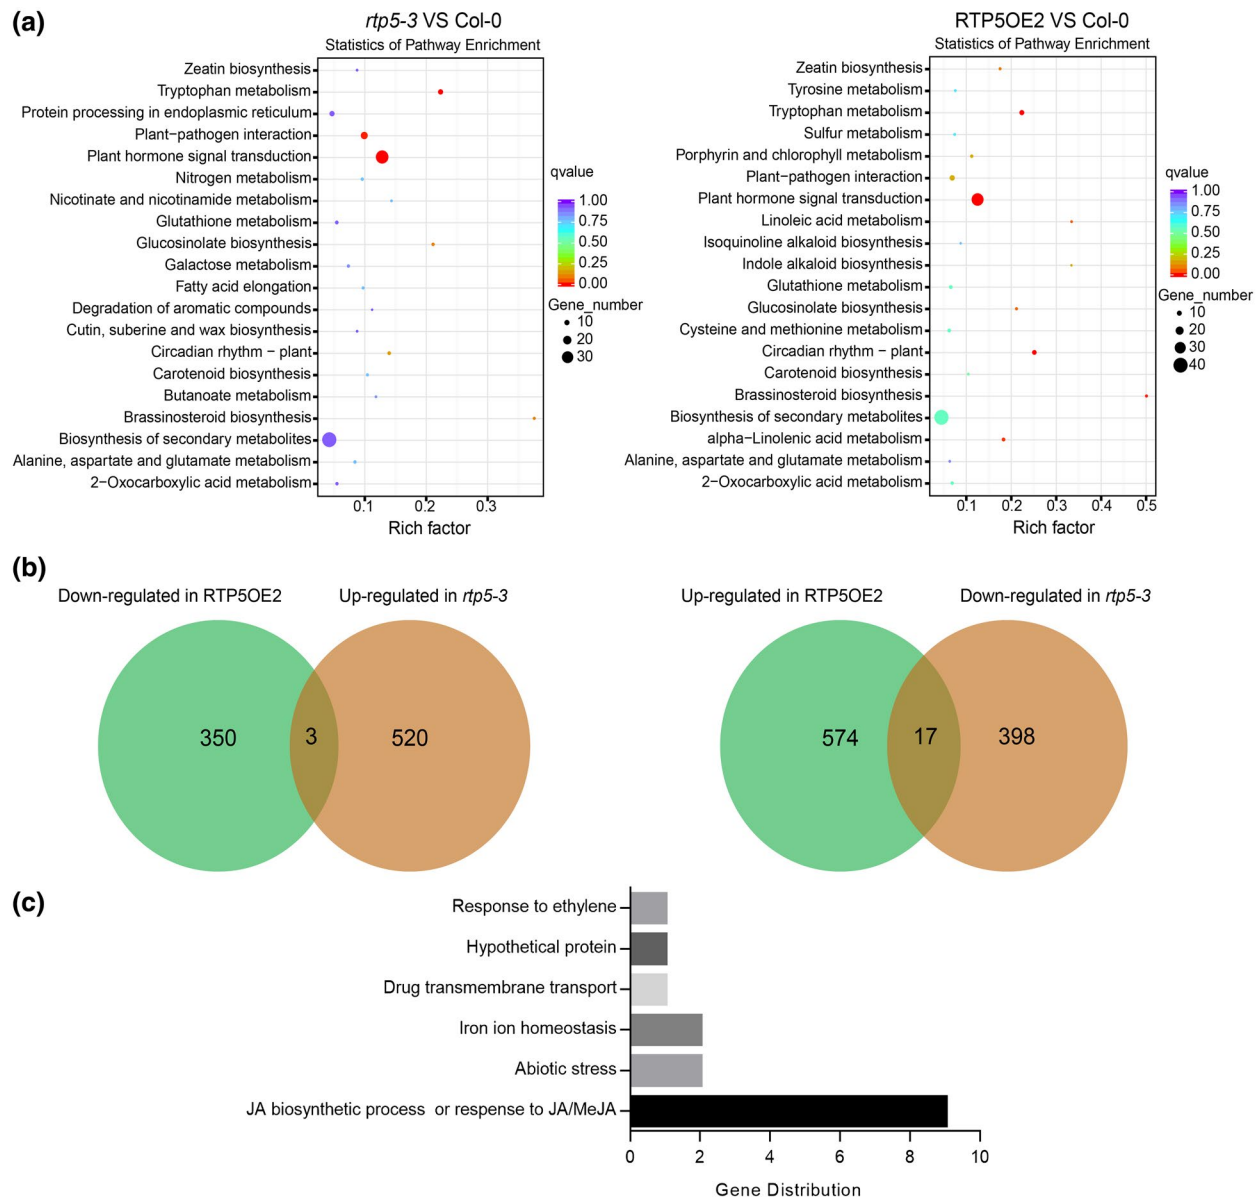 (a)
rtp5-3 VS Col-0
Statistics of Pathway Enrichment
Zeatin biosynthesis
Tryptophan metabolism
Protein processing in endoplasmic reticulum
Plant−pathogen interaction
Plant hormone signal transduction
Nitrogen metabolism
Nicotinate and nicotinamide metabolism
Glutathione metabolism
Glucosinolate biosynthesis
Galactose metabolism
Fatty acid elongation
Degradation of aromatic compounds
Cutin, suberine and wax biosynthesis
Circadian rhythm − plant
Carotenoid biosynthesis
Butanoate metabolism
Brassinosteroid biosynthesis
Biosynthesis of secondary metabolites
Alanine, aspartate and glutamate metabolism
2−Oxocarboxylic acid metabolism
0.1 0.2 0.3
Rich factor
qvalue
1.00
0.75
0.50
0.25
0.00
Gene_number
10
20
30
RTP5OE2 VS Col-0
Statistics of Pathway Enrichment
Zeatin biosynthesis
Tyrosine metabolism
Tryptophan metabolism
Sulfur metabolism
Porphyrin and chlorophyll metabolism
Plant−pathogen interaction
Plant hormone signal transduction
Linoleic acid metabolism
Isoquinoline alkaloid biosynthesis
Indole alkaloid biosynthesis
Glutathione metabolism
Glucosinolate biosynthesis
Cysteine and methionine metabolism
Circadian rhythm − plant
Carotenoid biosynthesis
Brassinosteroid biosynthesis
Biosynthesis of secondary metabolites
alpha−Linolenic acid metabolism
Alanine, aspartate and glutamate metabolism
2−Oxocarboxylic acid metabolism
0.1 0.2 0.3 0.4 0.5
Rich factor
qvalue
1.00
0.75
0.50
0.25
0.00
Gene_number
10
20
30
40
(b)
Down-regulated in RTP5OE2
Up-regulated in rtp5-3
350
3
520
Up-regulated in RTP5OE2
Down-regulated in rtp5-3
574
17
398
(c)
Response to ethylene
Hypothetical protein
Drug transmembrane transport
Iron ion homeostasis
Abiotic stress
JA biosynthetic process or response to JA/MeJA
0 2 4 6 8 10
Gene Distribution